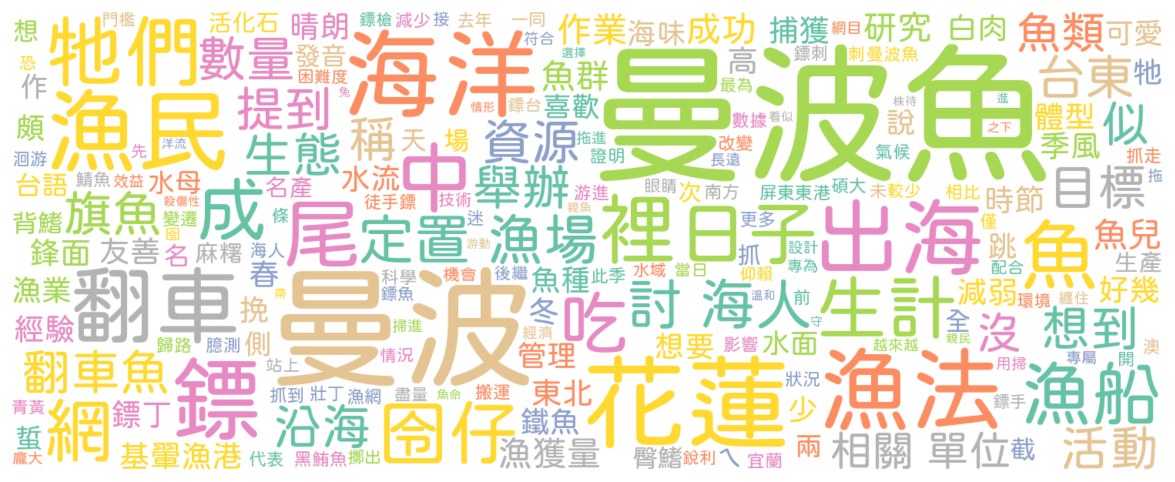 想 門檻 活化石 晴朗 鏢槍 減少 接 去年 一同 作業 海味 成功 捕獲 網目 研究 白肉 魚類 可愛
恐 牠們 數量 發音 困難度 海洋 符合 選擇 鏢刺 刺曼波魚 高 最為 曼波魚 台東 牠
作 漁民 提到 兔 情形 鏢台 魚群 喜歡 數據 看似 株待 進 之下 說 體型 似
頗 洄游 洋流 先 生態 稱 天 場 資源 拖進 證明 改變 長遠 氣候 季風 抓走 拖
台語 鯖魚 效益 水母 殺傷性 名產 水流 徒手鏢 中 技術 舉辦 游進 眼睛 次 南方 屏東東港 碩大 未較少 相比 時節 目標
背鰭 旗魚 變遷 成 條 尾 定置 漁場 迷 親魚 裡 日子 更多 出海 僅 跳 魚 魚兒
鋒面 友善 囼 名 麻糬 海人 游動 抓 設計 專為 配合 生產
漁業 翻車 挽 春 曼波 科學 機會 後繼 冬 魚種 此季 水域 當日 仰賴 溫和 前 生計 減弱 環境 纏住 好幾
經驗 歸路 臆測 側 帶 掃進 經濟 吃 討 海人 守 全 沒 想到
翻車魚 鏢 站上 情況 管理 想要 影響 水面 越來越 親民 用掃 專屬 開 澳
青黃 網 鏢丁 抓到 壯丁 漁網 盡量 魚命 搬運 東北 花蓮 狀況 少 漁法 鏢手 漁船
蜇 基翬漁港 沿海 囹仔 鐵魚 兩 相關 單位 截 活動
龐大 代表 黑鮪魚 擲出 漁獲量 臀鰭 銳利 ㄟ 宜蘭